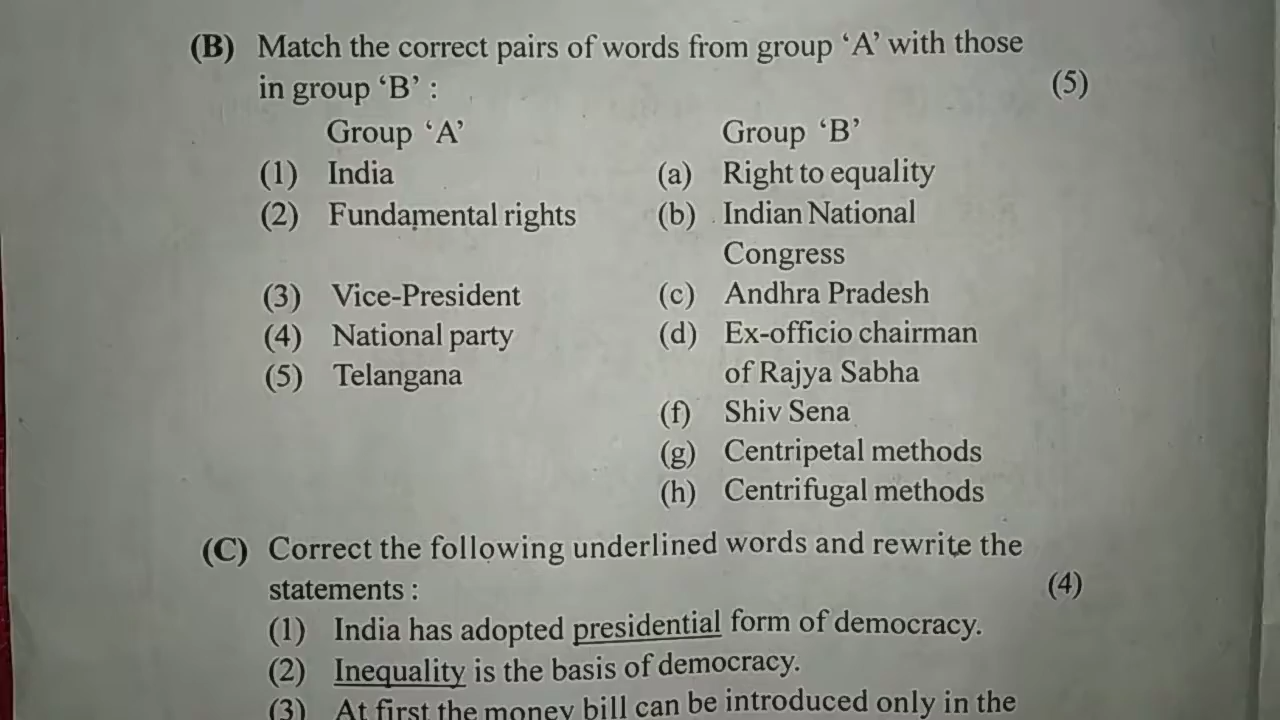 (B) Match the correct pairs of words from group ‘A’ with those
in group ‘B’ : (5)
Group ‘A’ Group ‘B’
(1) India (a) Right to equality
(2) Fundamental rights (b) Indian National
Congress
(3) Vice-President (c) Andhra Pradesh
(4) National party (d) Ex-officio chairman
(5) Telangana of Rajya Sabha
(f) Shiv Sena
(g) Centripetal methods
(h) Centrifugal methods
(C) Correct the following underlined words and rewrite the
statements : (4)
(1) India has adopted presidential form of democracy.
(2) Inequality is the basis of democracy.
(3) At first the money bill can be introduced only in the